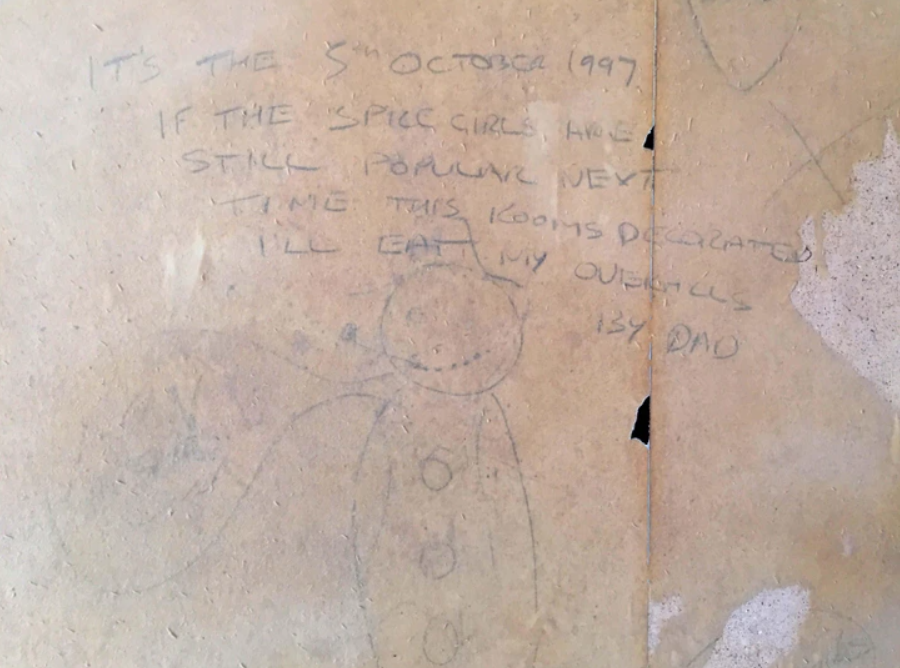 IT'S THE 5TH OCTOBER 1997
IF THE SPICE GIRLS ARE
STILL POPULAR NEXT
TIME THIS ROOMS DECORATED
I'LL EAT MY OVERALLS
BY DAD